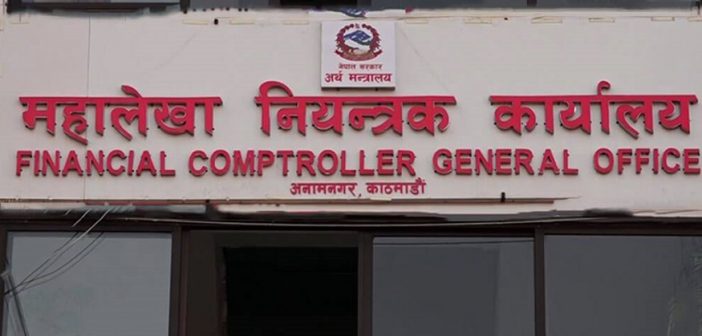 नेपाल सरकार
अर्थ मन्त्रालय
महालेखा नियन्त्रक कार्यालय
FINANCIAL COMPTROLLER GENERAL OFFICE
अनामनगर, काठमाडौं